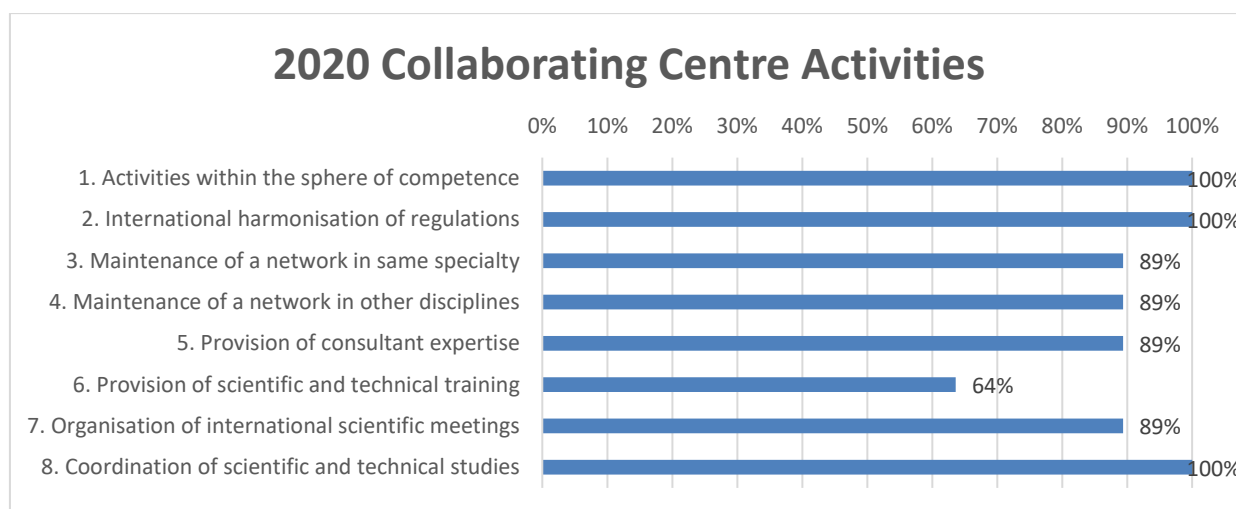 2020 Collaborating Centre Activities
0% 10% 20% 30% 40% 50% 60% 70% 80% 90% 100%
1. Activities within the sphere of competence 100%
2. International harmonisation of regulations 100%
3. Maintenance of a network in same specialty 89%
4. Maintenance of a network in other disciplines 89%
5. Provision of consultant expertise 89%
6. Provision of scientific and technical training 64%
7. Organisation of international scientific meetings 89%
8. Coordination of scientific and technical studies 100%